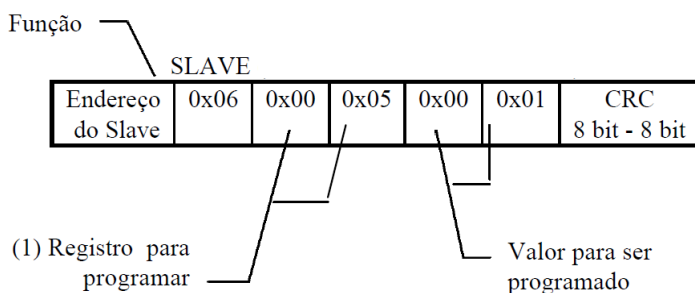 Função
SLAVE
Endereço do Slave 0x06 0x00 0x05 0x00 0x01 CRC 8 bit - 8 bit
(1) Registro para
programar
Valor para ser
programado